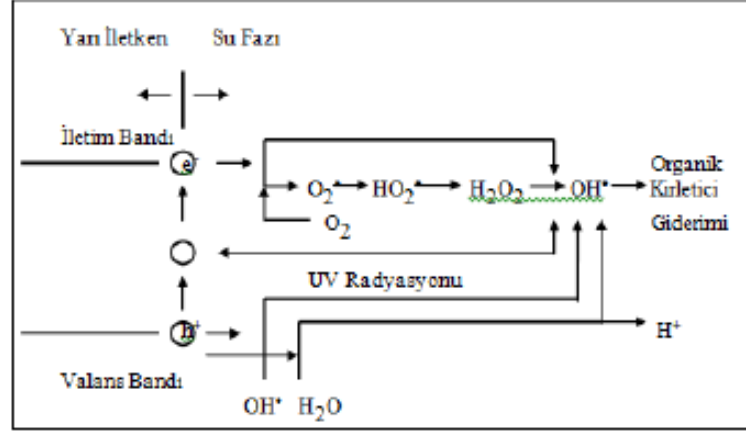 Yarı İletken Su Fazı
İletim Bandı
e⁻
O₂•⁻ HO₂• H₂O₂ OH• Organik
Kirletici
Giderimi
O₂
UV Radyasyonu
h⁺
H⁺
Valans Bandı
OH• H₂O